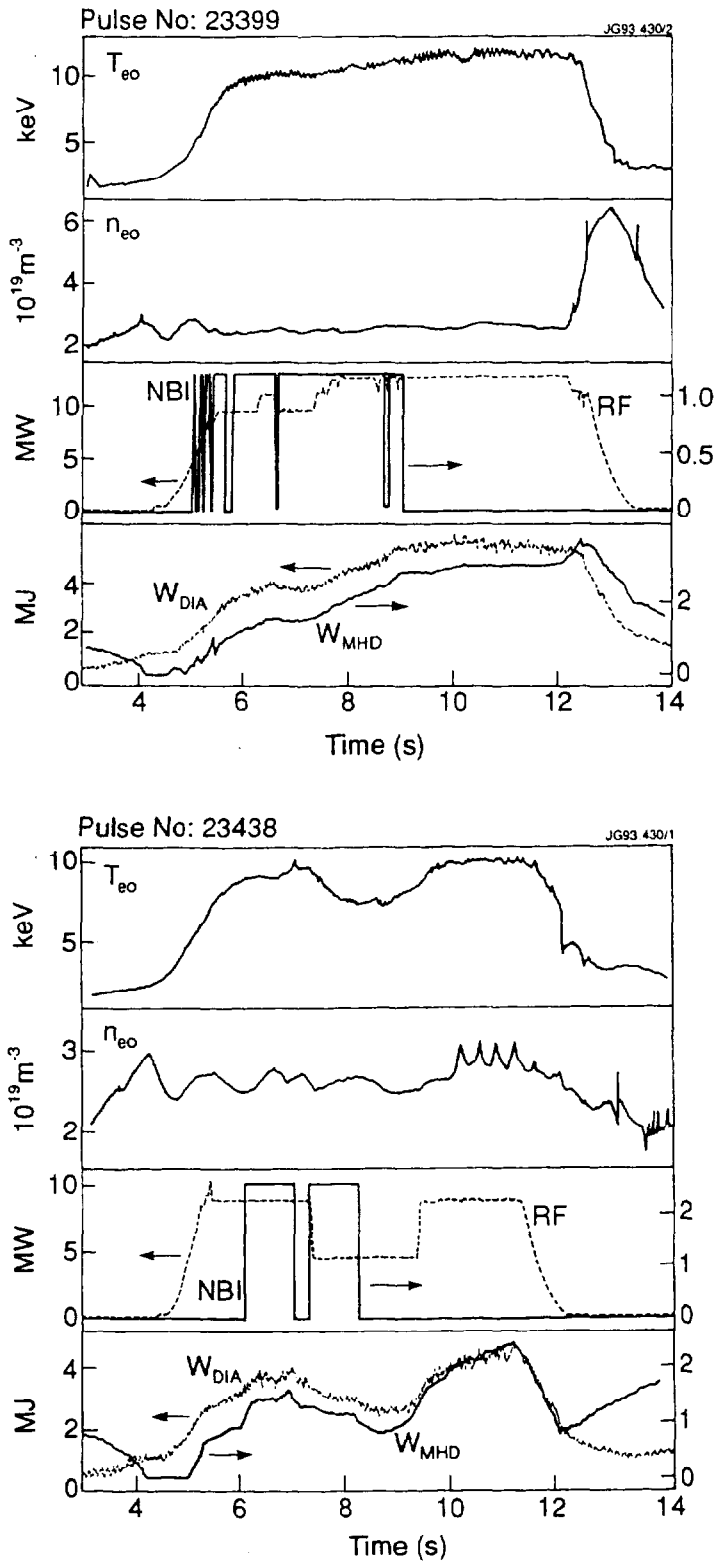 Pulse No: 23399
JG93 430/2
T_eo
10
5
keV
n_eo
6
4
2
10^19 m^-3
NBI
RF
10
5
0
MW
1.0
0.5
0
W_DIA
W_MHD
4
2
0
MJ
2
0
4 6 8 10 12 14
Time (s)
Pulse No: 23438
JG93 430/1
T_eo
10
5
keV
n_eo
3
2
10^19 m^-3
RF
NBI
10
5
0
MW
2
1
0
W_DIA
W_MHD
4
2
0
MJ
2
1
0
4 6 8 10 12 14
Time (s)